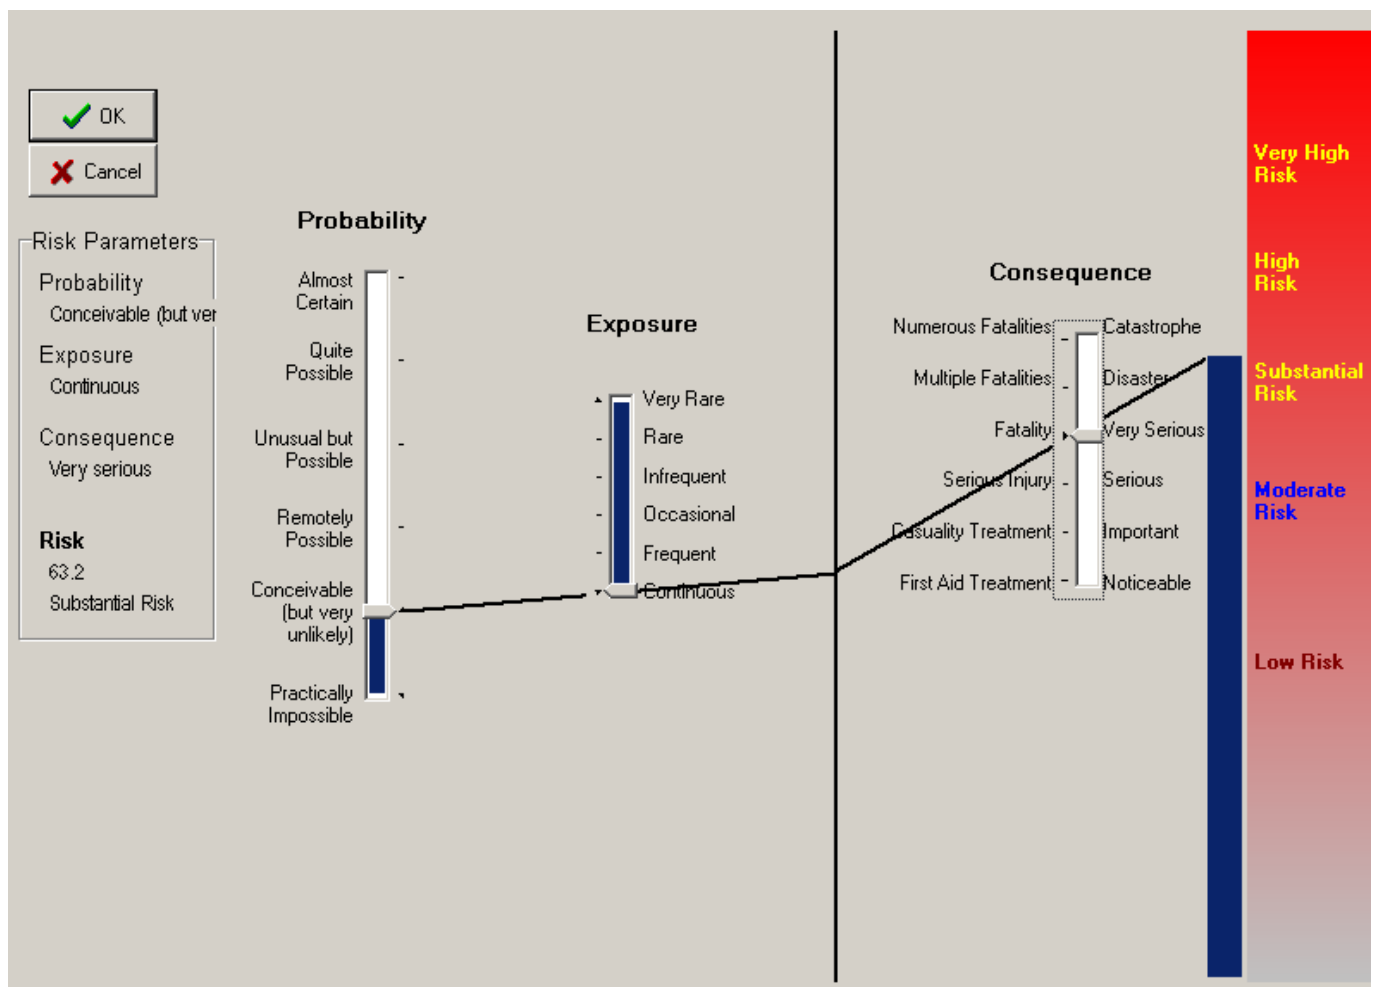 OK
Cancel
Risk Parameters
Probability
Conceivable (but ver
Exposure
Continuous
Consequence
Very serious
Risk
63.2
Substantial Risk
Probability
Almost
Certain
Quite
Possible
Unusual but
Possible
Remotely
Possible
Conceivable
(but very
unlikely)
Practically
Impossible
Exposure
Very Rare
Rare
Infrequent
Occasional
Frequent
Continuous
Consequence
Numerous Fatalities
Multiple Fatalities
Fatality
Serious Injury
Casuality Treatment
First Aid Treatment
Catastrophe
Disaster
Very Serious
Serious
Important
Noticeable
Very High
Risk
High
Risk
Substantial
Risk
Moderate
Risk
Low Risk